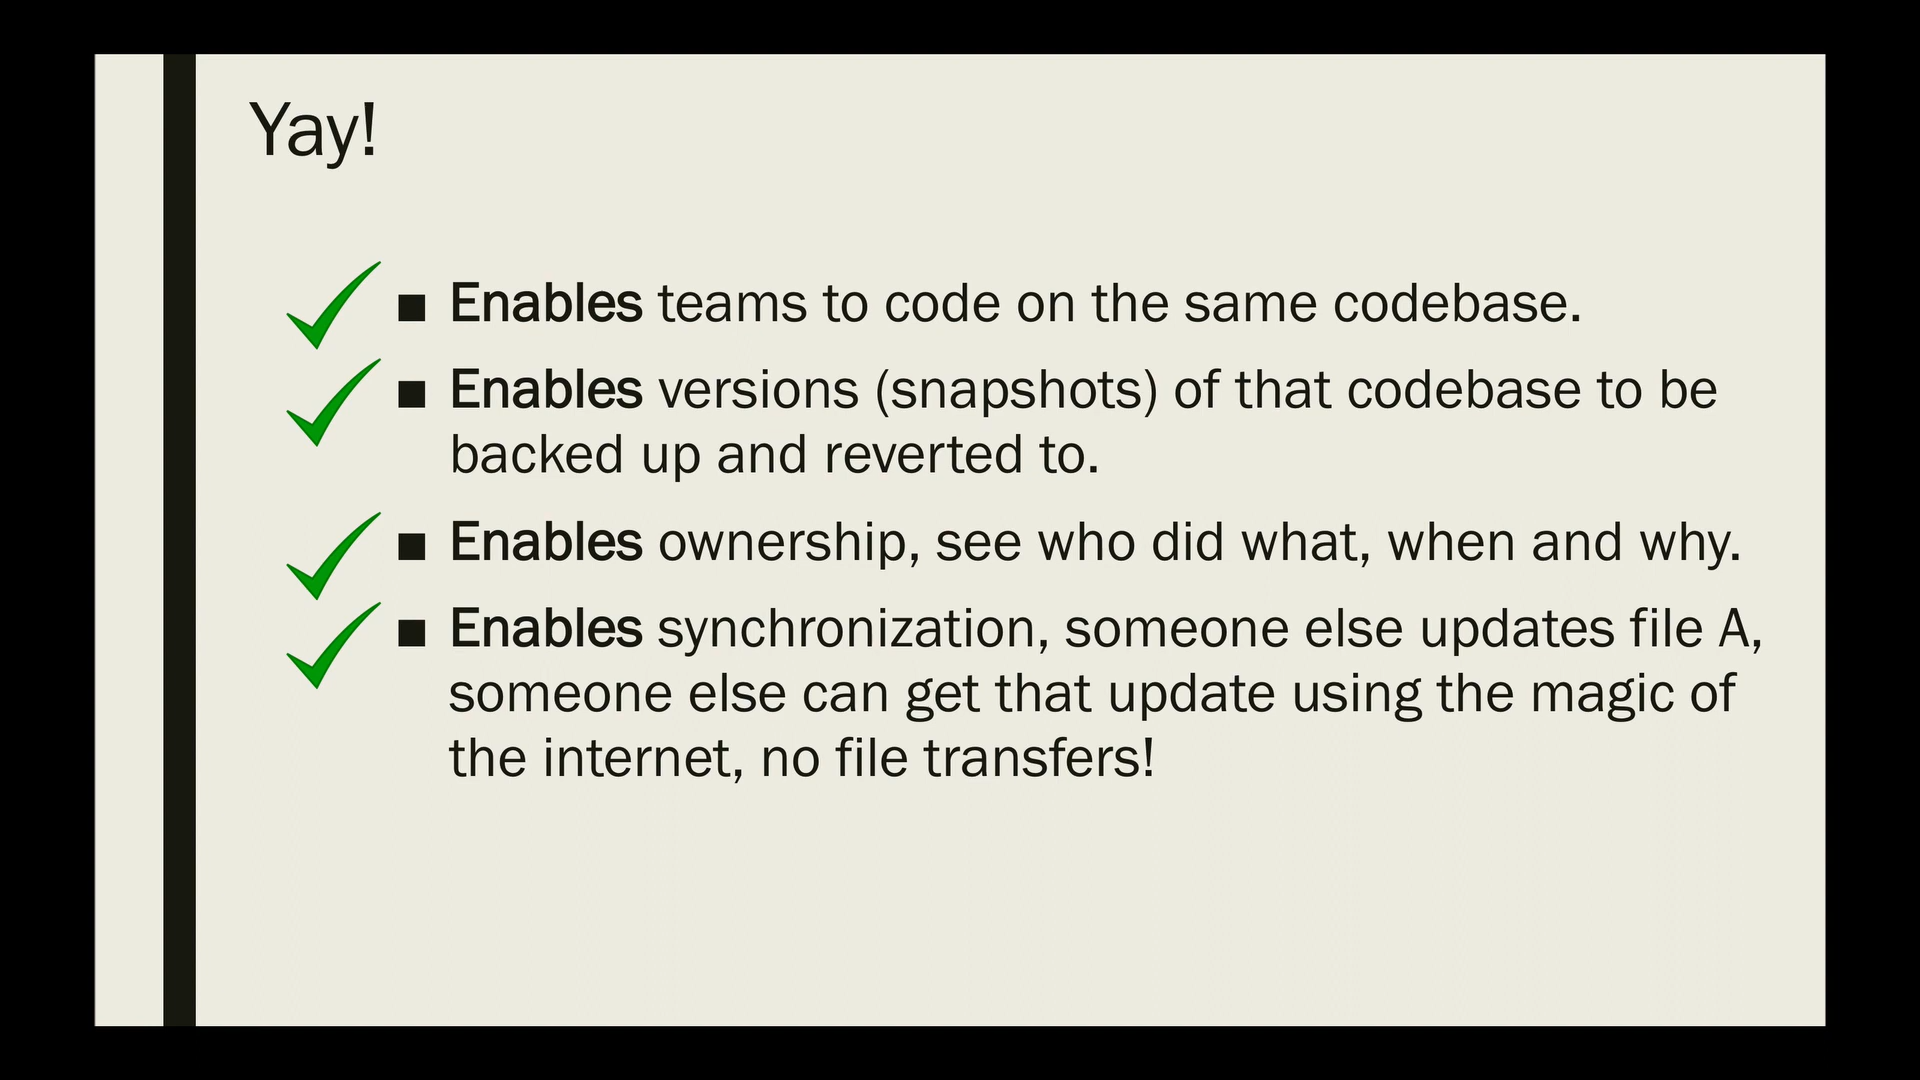 Yay!
■ Enables teams to code on the same codebase.
■ Enables versions (snapshots) of that codebase to be
backed up and reverted to.
■ Enables ownership, see who did what, when and why.
■ Enables synchronization, someone else updates file A,
someone else can get that update using the magic of
the internet, no file transfers!